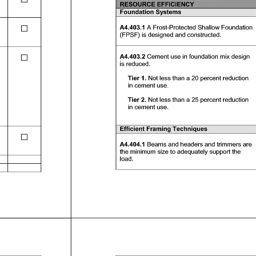 RESOURCE EFFICIENCY
Foundation Systems
A4.403.1 A Frost-Protected Shallow Foundation
(FPSF) is designed and constructed.
A4.403.2 Cement use in foundation mix design
is reduced.
Tier 1. Not less than a 20 percent reduction
in cement use.
Tier 2. Not less than a 25 percent reduction
in cement use.
Efficient Framing Techniques
A4.404.1 Beams and headers and trimmers are
the minimum size to adequately support the
load.